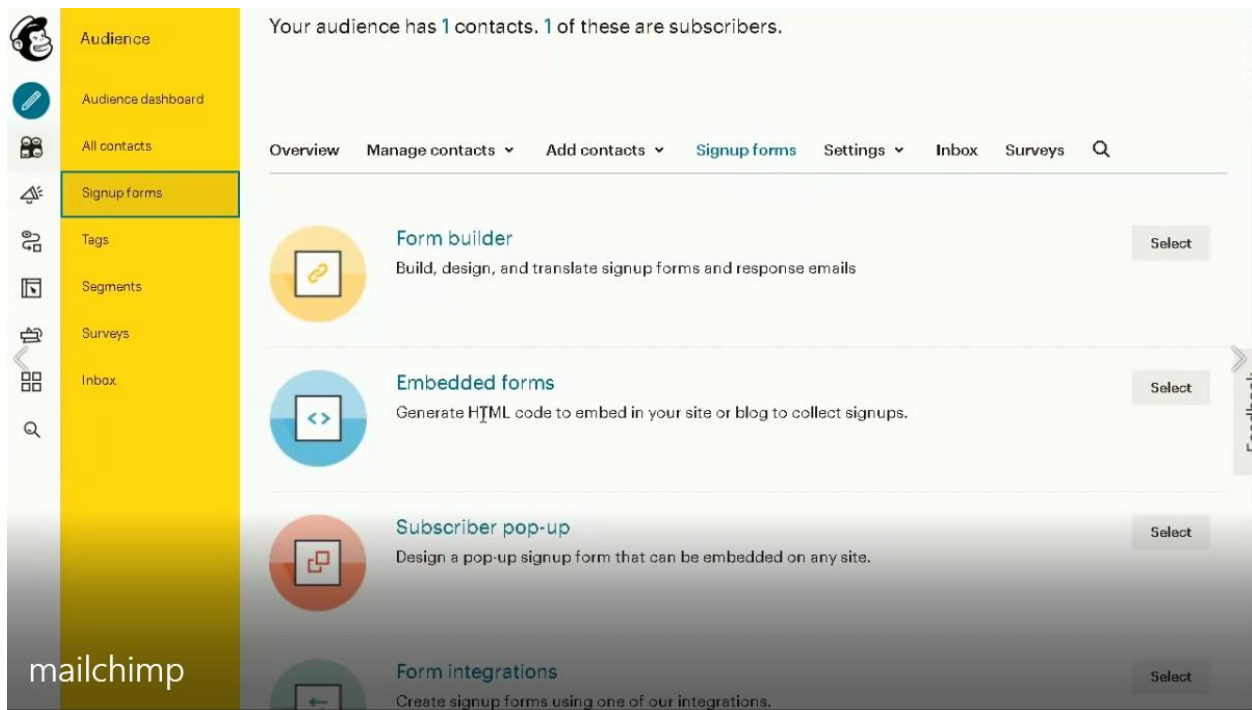 Audience
Audience dashboard
All contacts
Signup forms
Tags
Segments
Surveys
Inbox
Your audience has 1 contacts. 1 of these are subscribers.
Overview Manage contacts Add contacts Signup forms Settings Inbox Surveys
Form builder
Build, design, and translate signup forms and response emails
Select
Embedded forms
Generate HTML code to embed in your site or blog to collect signups.
Select
Subscriber pop-up
Design a pop-up signup form that can be embedded on any site.
Select
Form integrations
Create signup forms using one of our integrations.
Select
Feedback
mailchimp